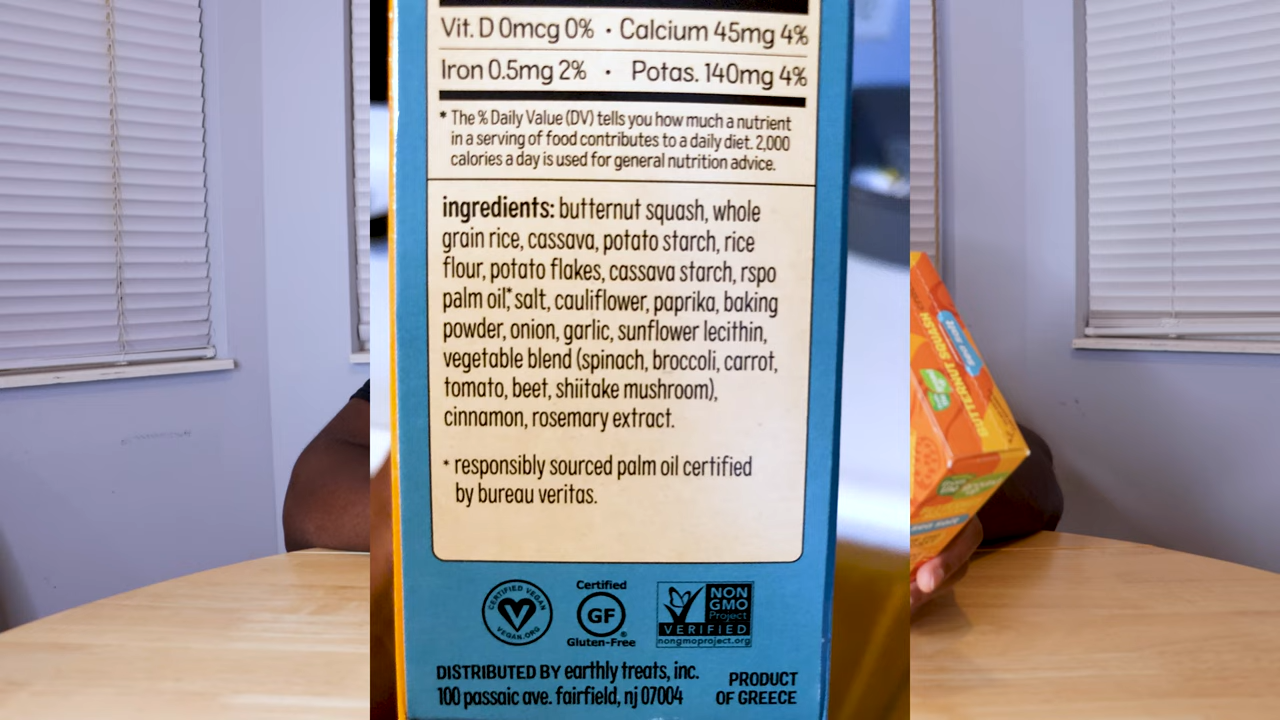 Vit. D 0mcg 0% · Calcium 45mg 4%
Iron 0.5mg 2% · Potas. 140mg 4%
* The % Daily Value (DV) tells you how much a nutrient
in a serving of food contributes to a daily diet. 2,000
calories a day is used for general nutrition advice.
ingredients: butternut squash, whole
grain rice, cassava, potato starch, rice
flour, potato flakes, cassava starch, rspo
palm oil,* salt, cauliflower, paprika, baking
powder, onion, garlic, sunflower lecithin,
vegetable blend (spinach, broccoli, carrot,
tomato, beet, shiitake mushroom),
cinnamon, rosemary extract.
* responsibly sourced palm oil certified
by bureau veritas.
CERTIFIED VEGAN
VEGAN.ORG
Certified
GF
Gluten-Free
NON
GMO
Project
VERIFIED
nongmoproject.org
DISTRIBUTED BY earthly treats, inc.
100 passaic ave. fairfield, nj 07004
PRODUCT
OF GREECE
BUTTERNUT SQUASH
sea salt